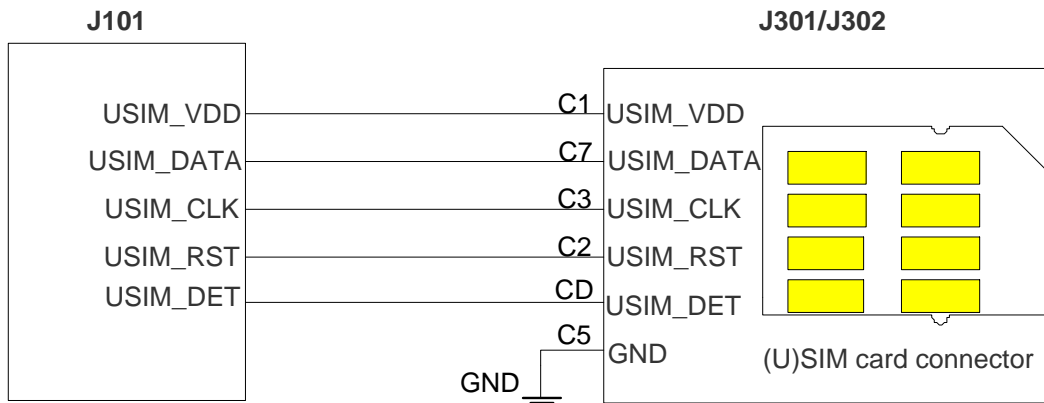 J101 J301/J302
USIM_VDD C1 USIM_VDD
USIM_DATA C7 USIM_DATA
USIM_CLK C3 USIM_CLK
USIM_RST C2 USIM_RST
USIM_DET CD USIM_DET
C5 GND
GND (U)SIM card connector